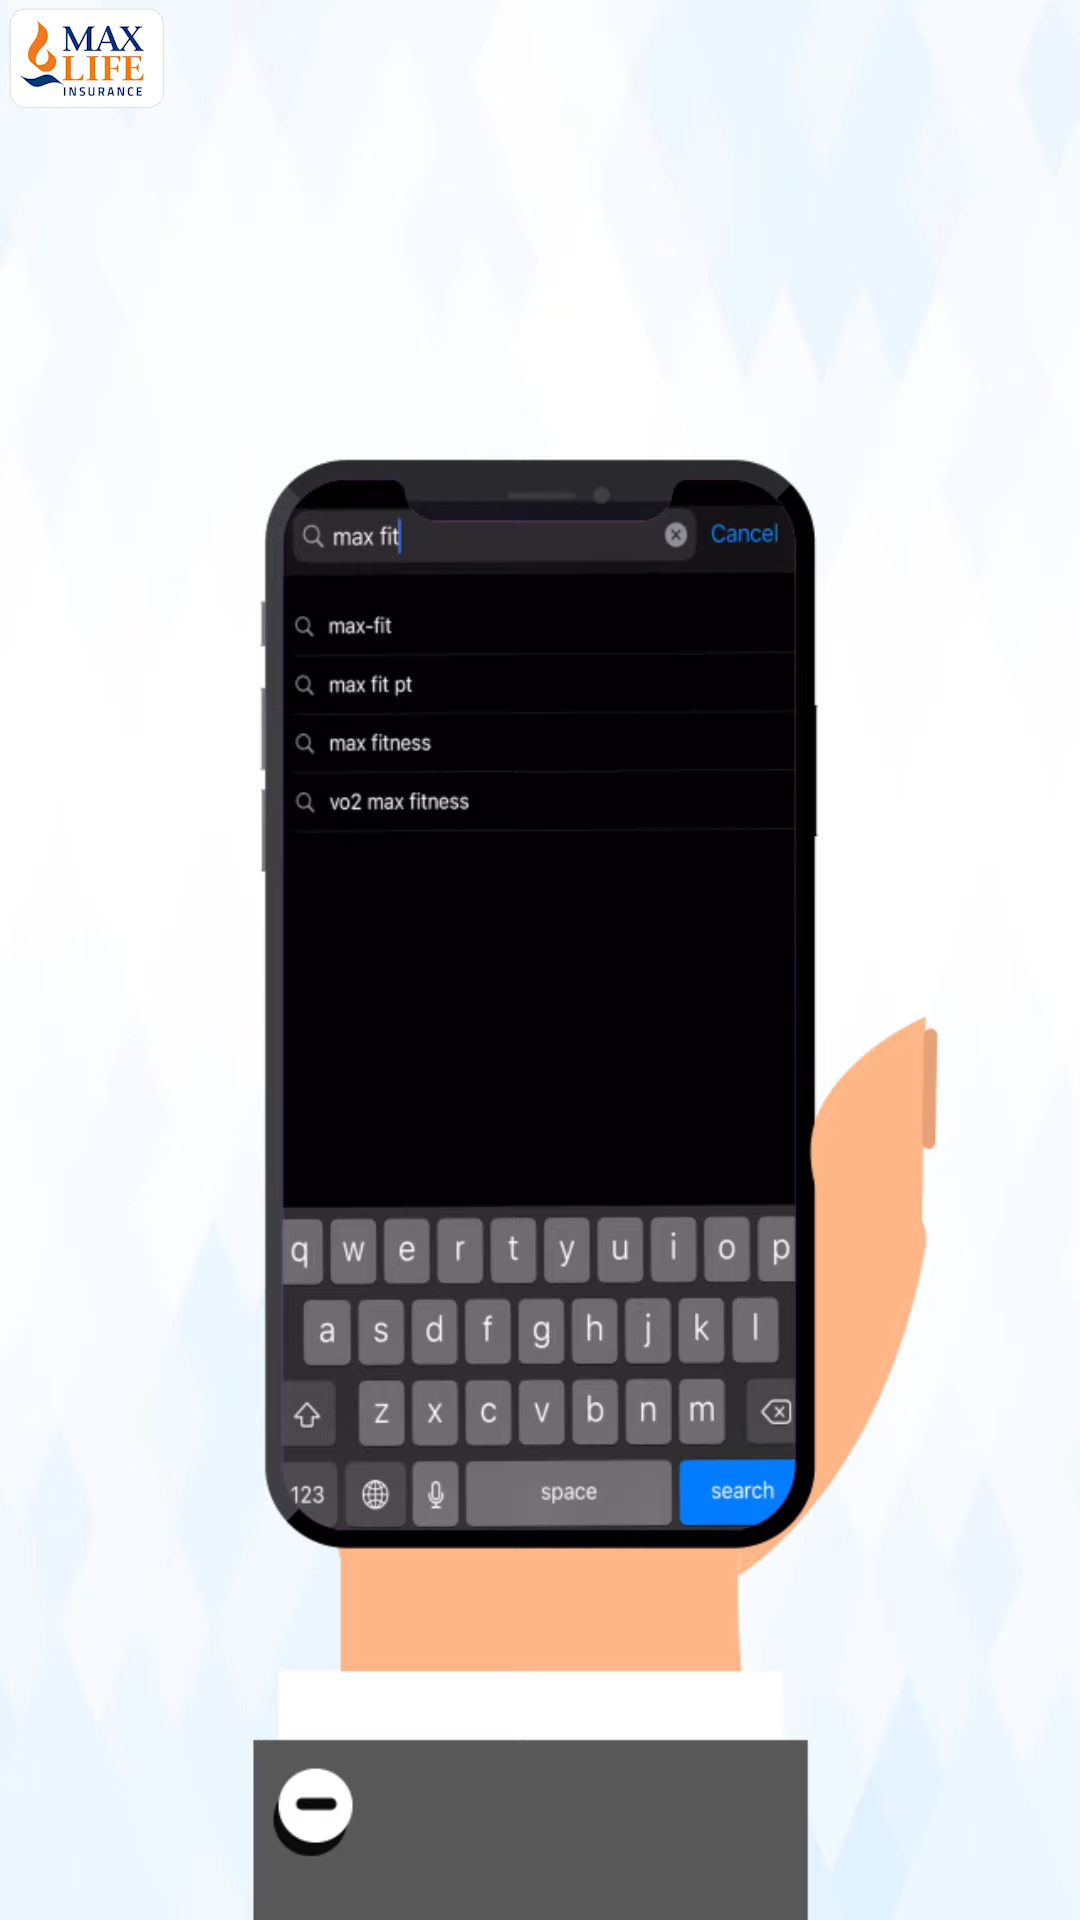 MAX
LIFE
INSURANCE
max fit
Cancel
max-fit
max fit pt
max fitness
vo2 max fitness
q w e r t y u i o p
a s d f g h j k l
z x c v b n m
123 space search